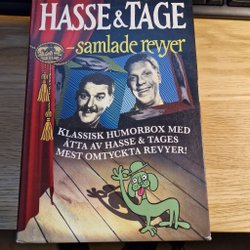 HASSE & TAGE
-samlade revyer
KLASSISK HUMORBOX MED
ÅTTA AV HASSE & TAGES
MEST OMTYCKTA REVYER!